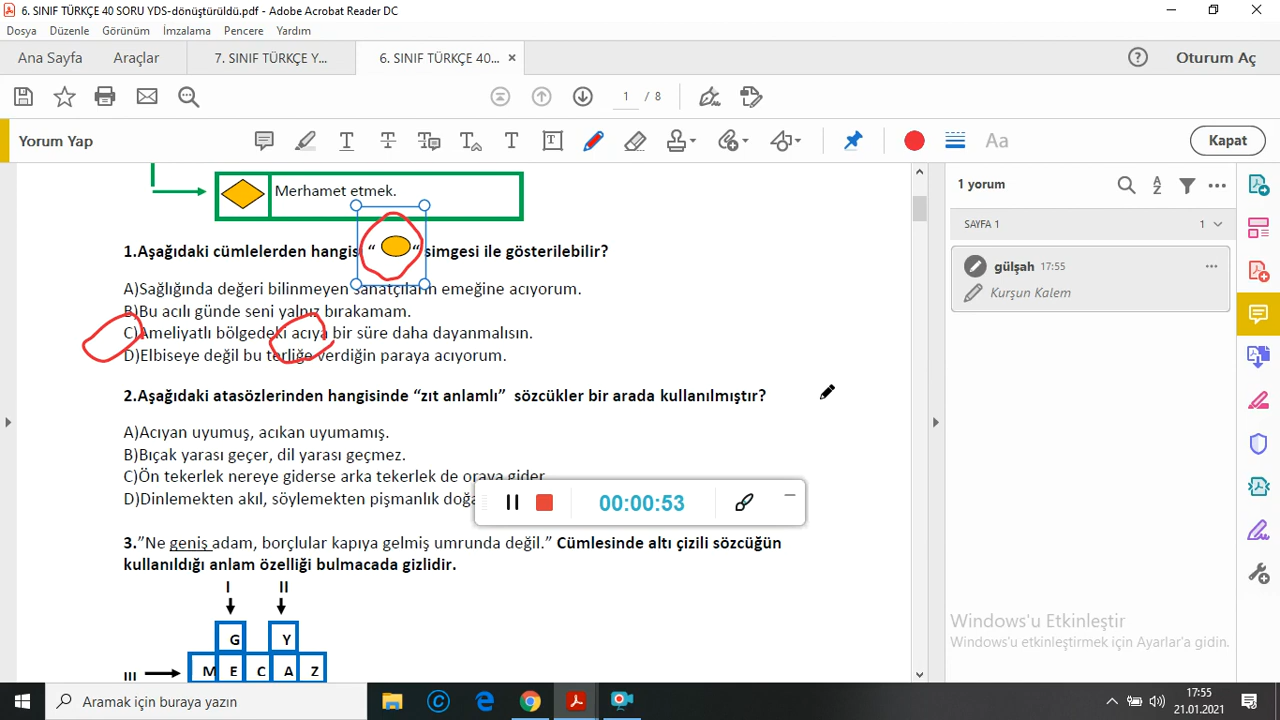 6. SINIF TÜRKÇE 40 SORU YDS-dönüştürüldü.pdf - Adobe Acrobat Reader DC
Dosya Düzenle Görünüm İmzalama Pencere Yardım
Ana Sayfa Araçlar 7. SINIF TÜRKÇE Y... 6. SINIF TÜRKÇE 40... × ? Oturum Aç
1 / 8
Yorum Yap Aa Kapat
Merhamet etmek.
1.Aşağıdaki cümlelerden hangisi “ “ simgesi ile gösterilebilir?
A)Sağlığında değeri bilinmeyen sanatçıların emeğine acıyorum.
B)Bu acılı günde seni yalnız bırakamam.
C)Ameliyatlı bölgedeki acıya bir süre daha dayanmalısın.
D)Elbiseye değil bu terliğe verdiğin paraya acıyorum.
2.Aşağıdaki atasözlerinden hangisinde “zıt anlamlı” sözcükler bir arada kullanılmıştır?
A)Acıyan uyumuş, acıkan uyumamış.
B)Bıçak yarası geçer, dil yarası geçmez.
C)Ön tekerlek nereye giderse arka tekerlek de oraya gider.
D)Dinlemekten akıl, söylemekten pişmanlık doğa
00:00:53
3.”Ne geniş adam, borçlular kapıya gelmiş umrunda değil.” Cümlesinde altı çizili sözcüğün
kullanıldığı anlam özelliği bulmacada gizlidir.
I II
G Y
III M E C A Z
1 yorum
SAYFA 1 1
gülşah 17:55
Kurşun Kalem
Windows'u Etkinleştir
Windows'u etkinleştirmek için Ayarlar'a gidin.
Aramak için buraya yazın
17:55
21.01.2021